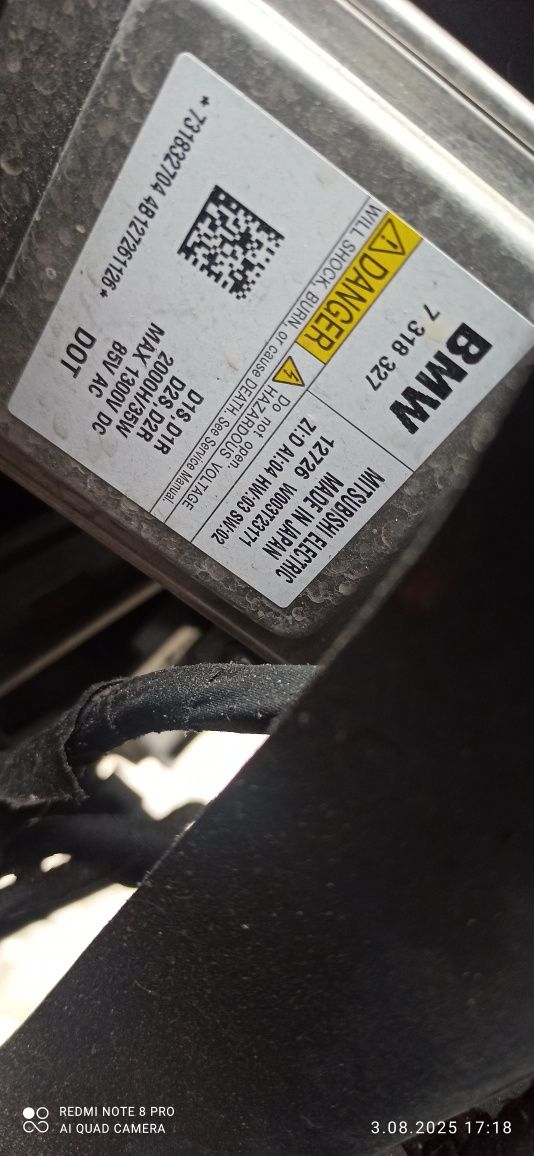 BMW
7 318 327
DANGER
WILL SHOCK, BURN, or cause DEATH. See Service Manual.
Do not open.
HAZARDOUS VOLTAGE
MITSUBISHI ELECTRIC
MADE IN JAPAN
12726 W003T23171
ZI:D AI:04 HW:03 SW:02
* 731832704 4B127261126*
D1S,D1R
D2S,D2R
2000H/35W
MAX 1300V DC
85V AC
DOT
REDMI NOTE 8 PRO
AI QUAD CAMERA
3.08.2025 17:18